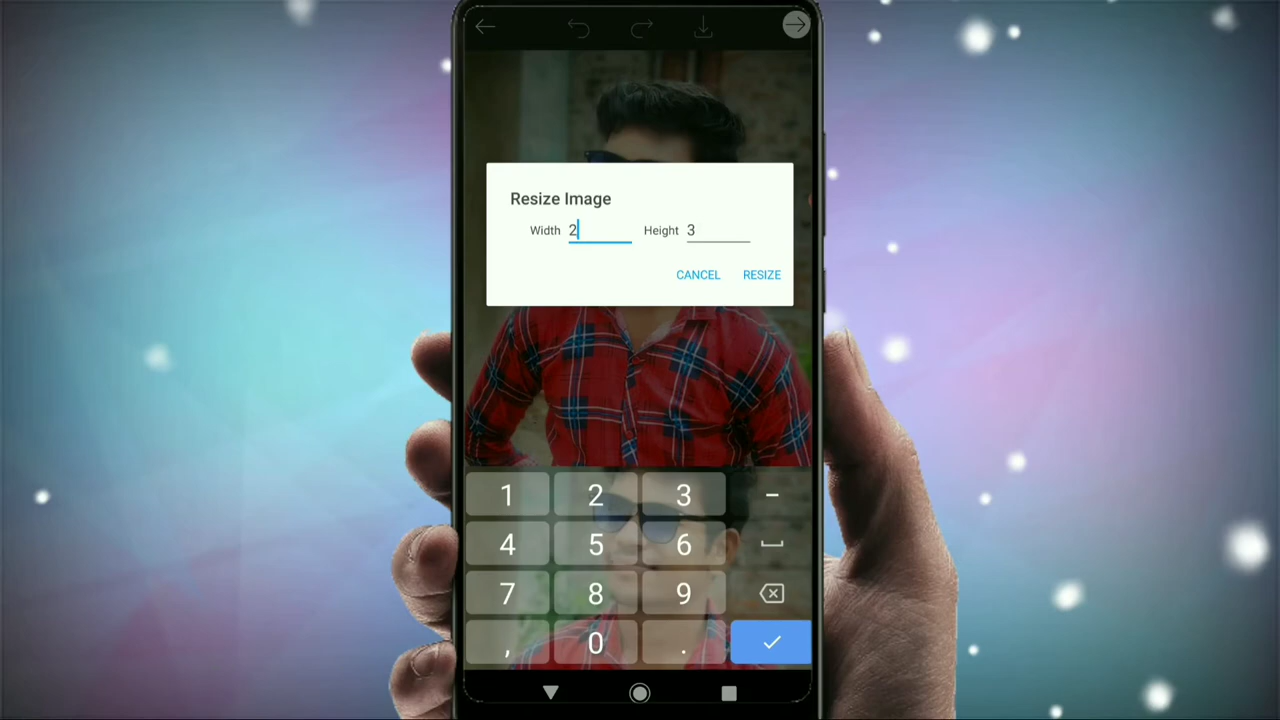 Resize Image
Width 2 Height 3
CANCEL RESIZE
1 2 3 -
4 5 6
7 8 9
, 0 .